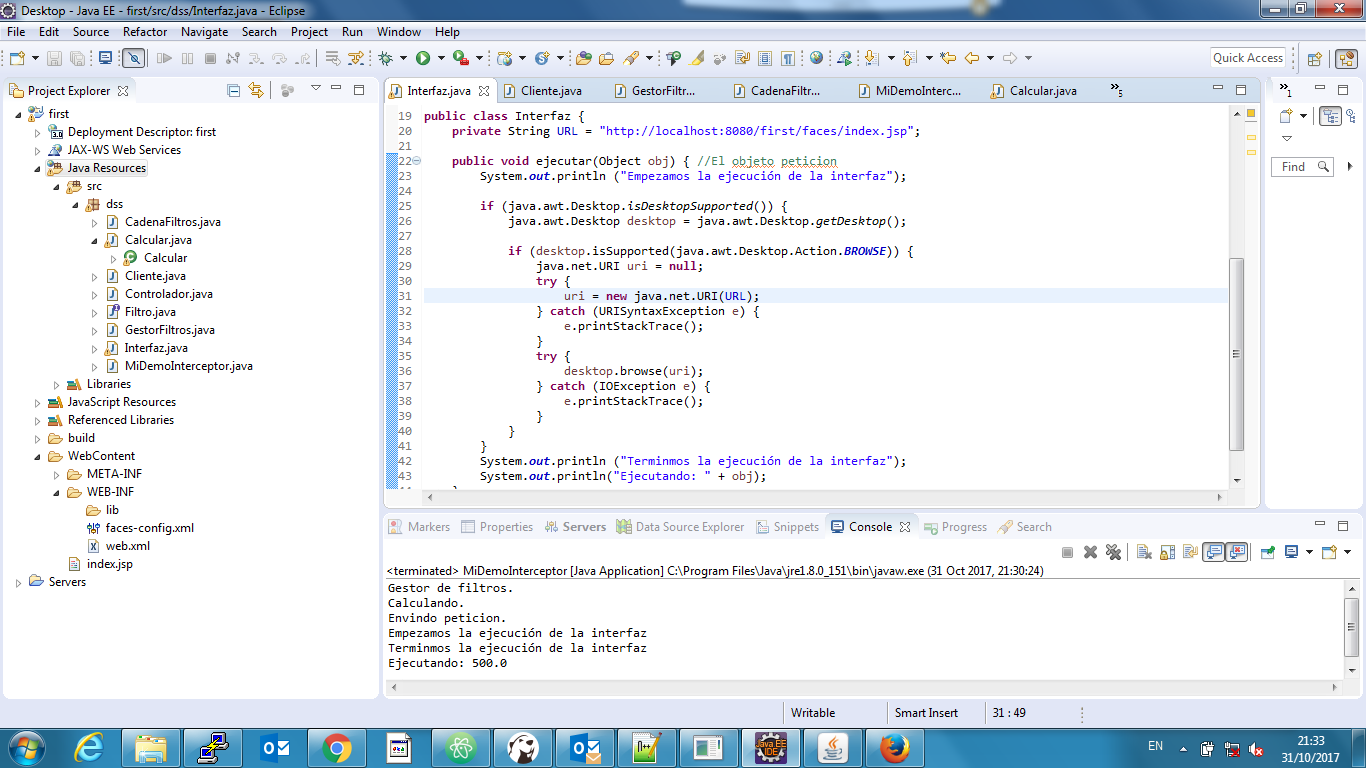 Desktop - Java EE - first/src/dss/Interfaz.java - Eclipse
File Edit Source Refactor Navigate Search Project Run Window Help
Quick Access
Project Explorer
first
Deployment Descriptor: first
JAX-WS Web Services
Java Resources
src
dss
CadenaFiltros.java
Calcular.java
Calcular
Cliente.java
Controlador.java
Filtro.java
GestorFiltros.java
Interfaz.java
MiDemoInterceptor.java
Libraries
JavaScript Resources
Referenced Libraries
build
WebContent
META-INF
WEB-INF
lib
faces-config.xml
web.xml
index.jsp
Servers
Interfaz.java Cliente.java GestorFiltr... CadenaFiltr... MiDemoInterc... Calcular.java »5
19 public class Interfaz {
20 private String URL = "http://localhost:8080/first/faces/index.jsp";
21
22 public void ejecutar(Object obj) { //El objeto peticion
23 System.out.println ("Empezamos la ejecución de la interfaz");
24
25 if (java.awt.Desktop.isDesktopSupported()) {
26 java.awt.Desktop desktop = java.awt.Desktop.getDesktop();
27
28 if (desktop.isSupported(java.awt.Desktop.Action.BROWSE)) {
29 java.net.URI uri = null;
30 try {
31 uri = new java.net.URI(URL);
32 } catch (URISyntaxException e) {
33 e.printStackTrace();
34 }
35 try {
36 desktop.browse(uri);
37 } catch (IOException e) {
38 e.printStackTrace();
39 }
40 }
41 }
42 System.out.println ("Terminmos la ejecución de la interfaz");
43 System.out.println("Ejecutando: " + obj);
»1
Find
Markers Properties Servers Data Source Explorer Snippets Console Progress Search
<terminated> MiDemoInterceptor [Java Application] C:\Program Files\Java\jre1.8.0_151\bin\javaw.exe (31 Oct 2017, 21:30:24)
Gestor de filtros.
Calculando.
Envindo peticion.
Empezamos la ejecución de la interfaz
Terminmos la ejecución de la interfaz
Ejecutando: 500.0
Writable Smart Insert 31 : 49
Java EE
IDE
EN
21:33
31/10/2017